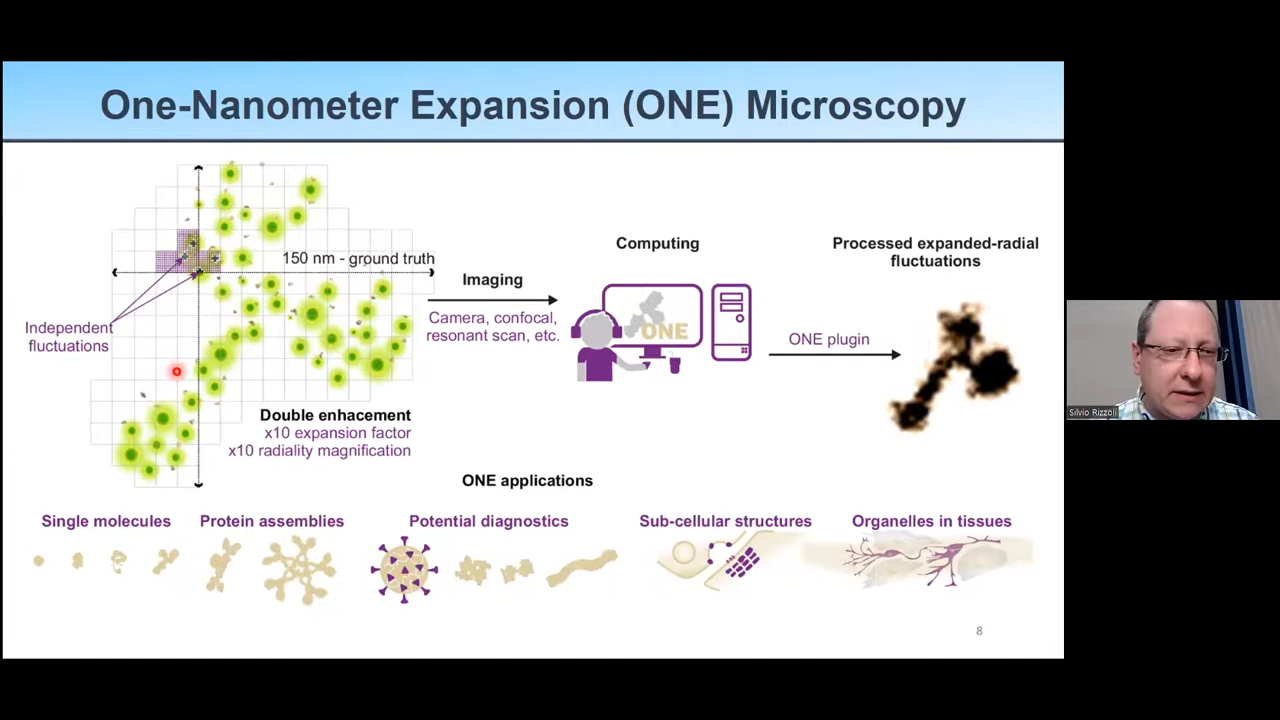 One-Nanometer Expansion (ONE) Microscopy
150 nm - ground truth
Independent
fluctuations
Double enhacement
x10 expansion factor
x10 radiality magnification
Imaging
Camera, confocal,
resonant scan, etc.
Computing
ONE
ONE plugin
Processed expanded-radial
fluctuations
ONE applications
Single molecules
Protein assemblies
Potential diagnostics
Sub-cellular structures
Organelles in tissues
8
Silvio Rizzoli